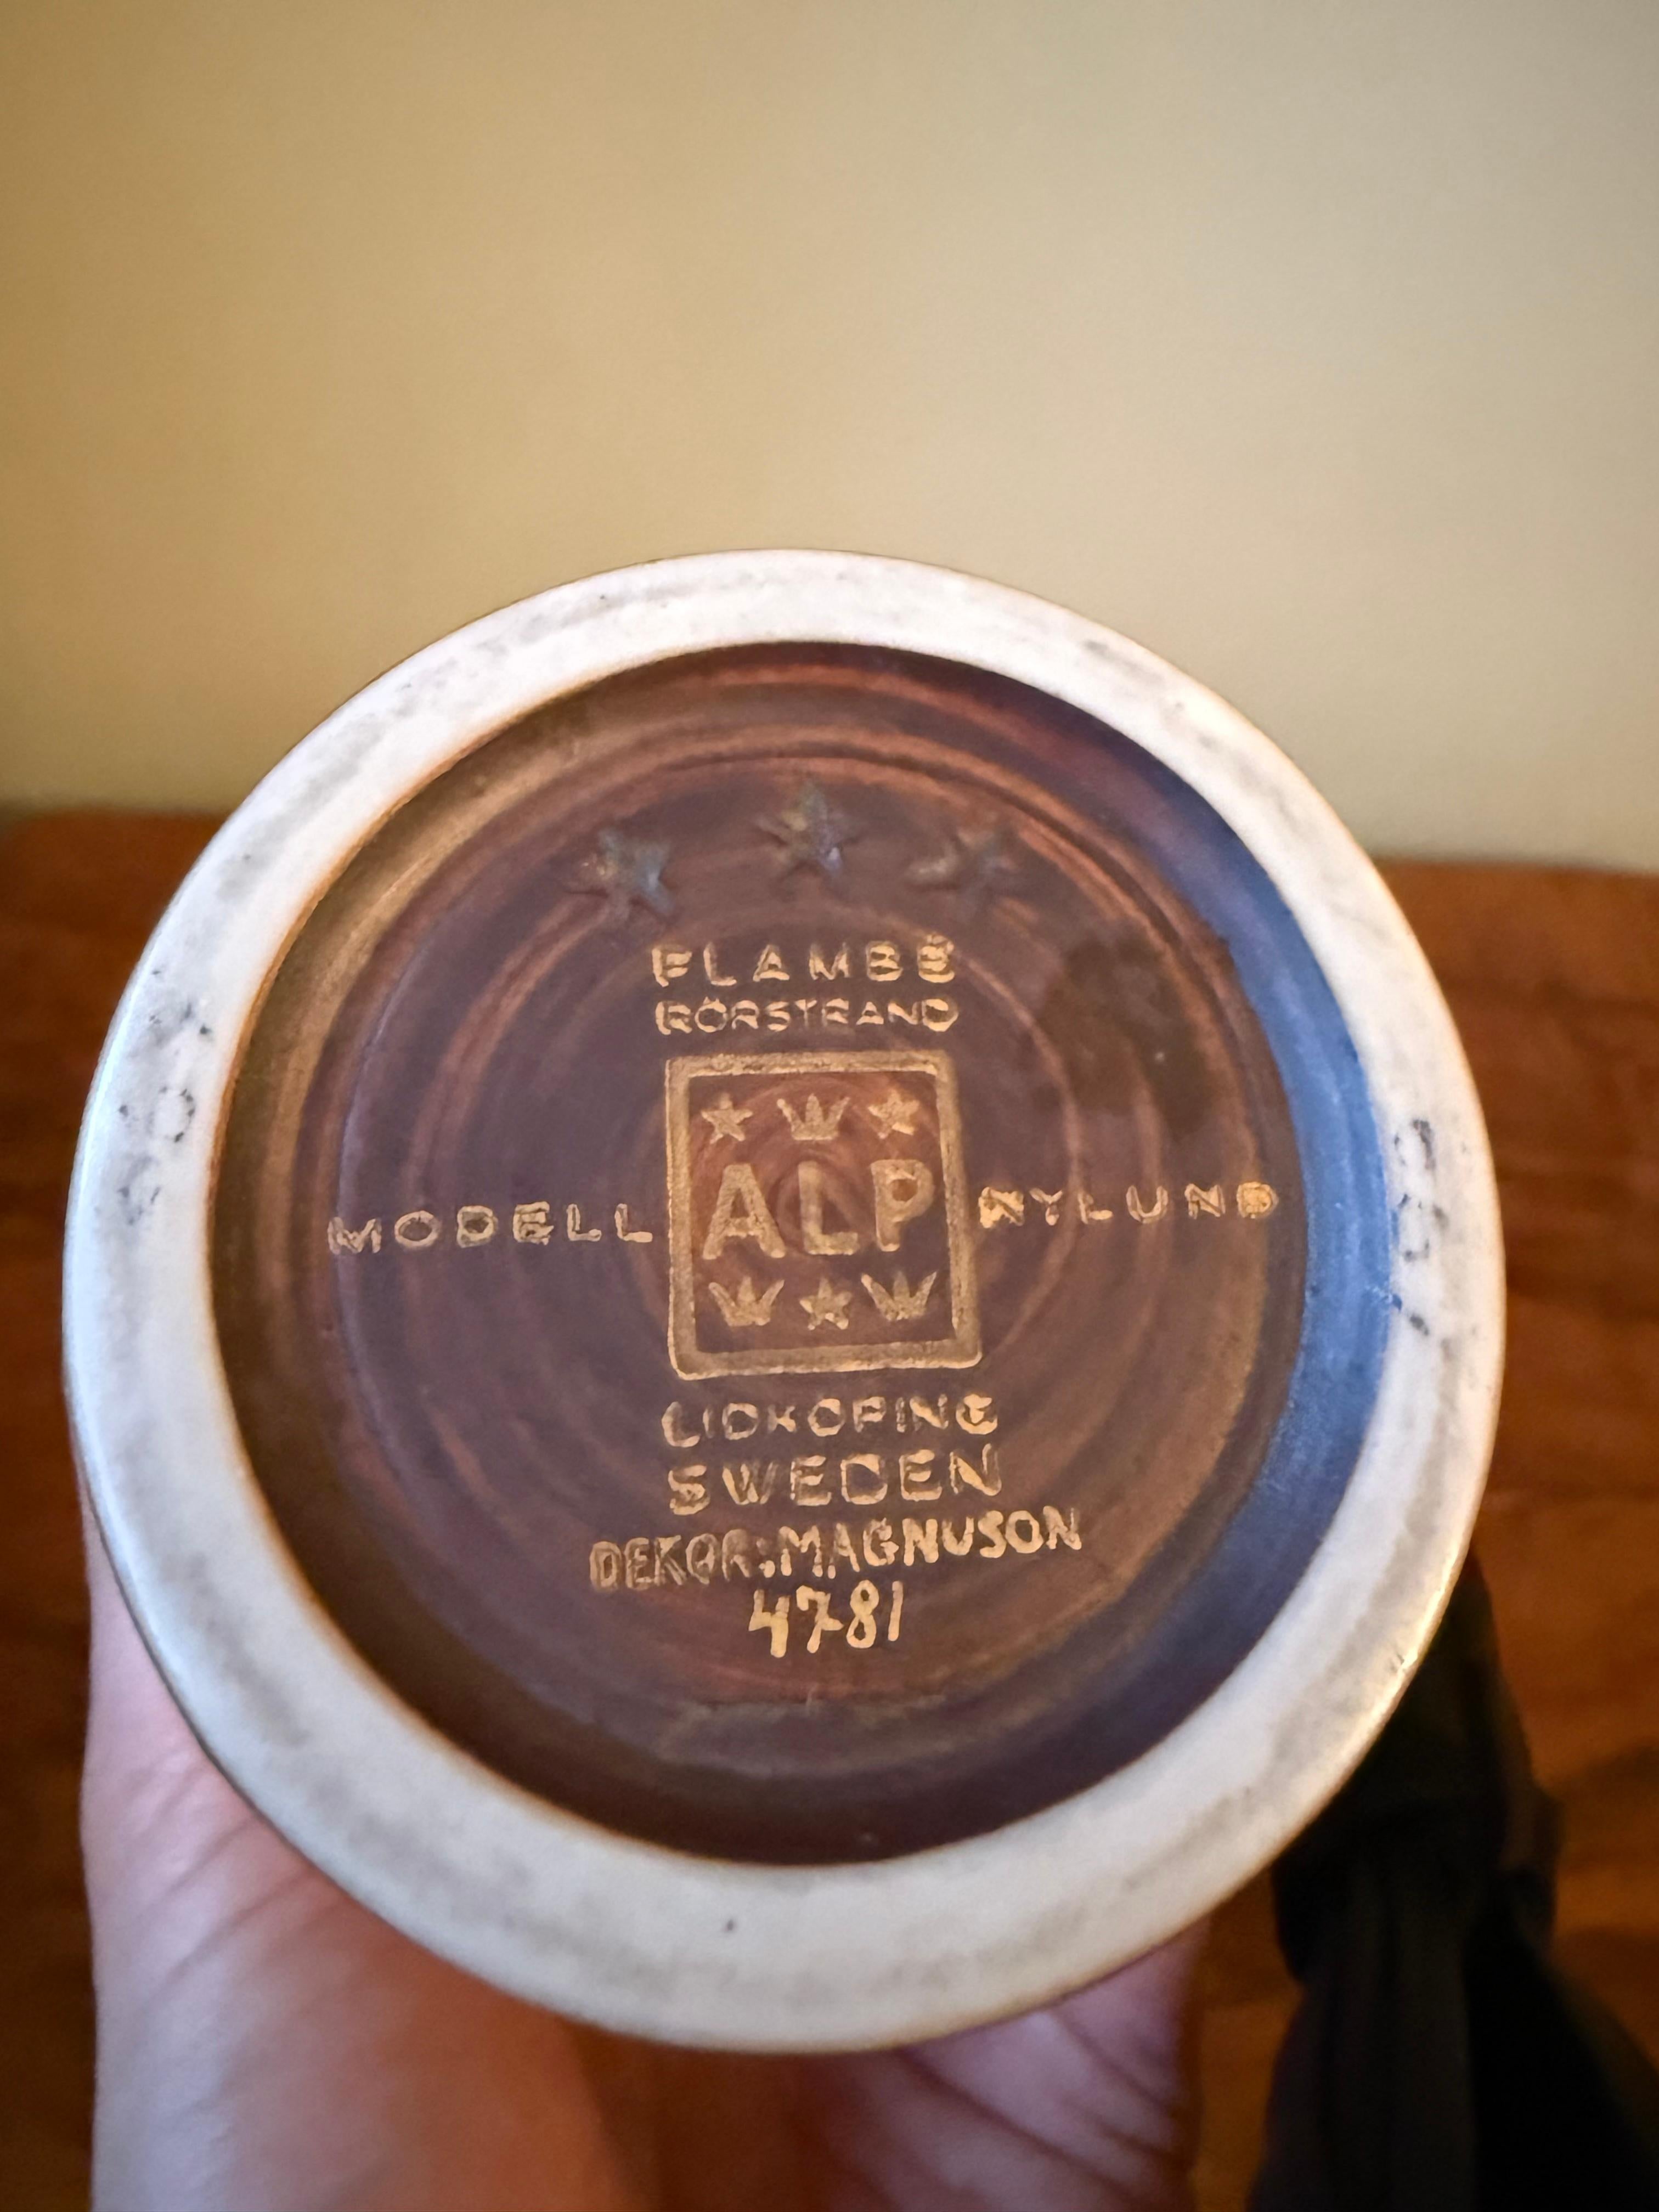 FLAMBÉ
RÖRSTRAND
MODELL ALP NYLUND
LIDKÖPING
SWEDEN
DEKOR:MAGNUSON
4781